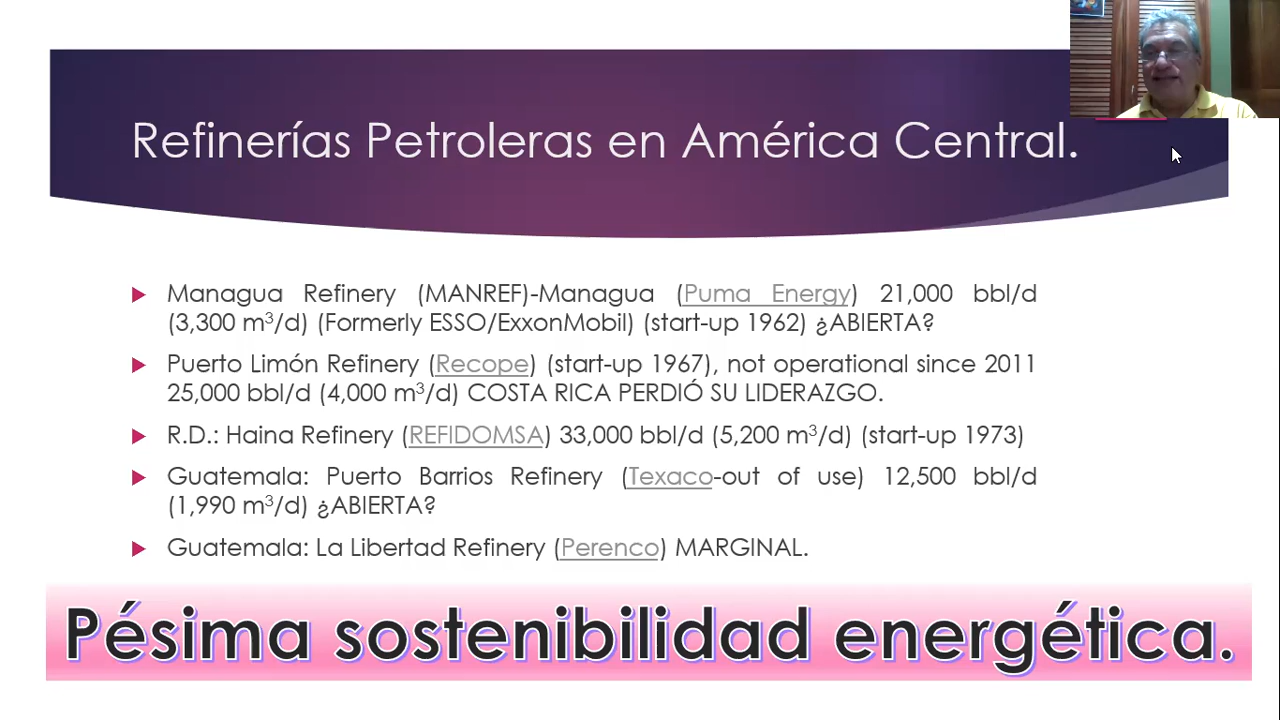 Refinerías Petroleras en América Central.
Managua Refinery (MANREF)-Managua (Puma Energy) 21,000 bbl/d
(3,300 m³/d) (Formerly ESSO/ExxonMobil) (start-up 1962) ¿ABIERTA?
Puerto Limón Refinery (Recope) (start-up 1967), not operational since 2011
25,000 bbl/d (4,000 m³/d) COSTA RICA PERDIÓ SU LIDERAZGO.
R.D.: Haina Refinery (REFIDOMSA) 33,000 bbl/d (5,200 m³/d) (start-up 1973)
Guatemala: Puerto Barrios Refinery (Texaco-out of use) 12,500 bbl/d
(1,990 m³/d) ¿ABIERTA?
Guatemala: La Libertad Refinery (Perenco) MARGINAL.
Pésima sostenibilidad energética.